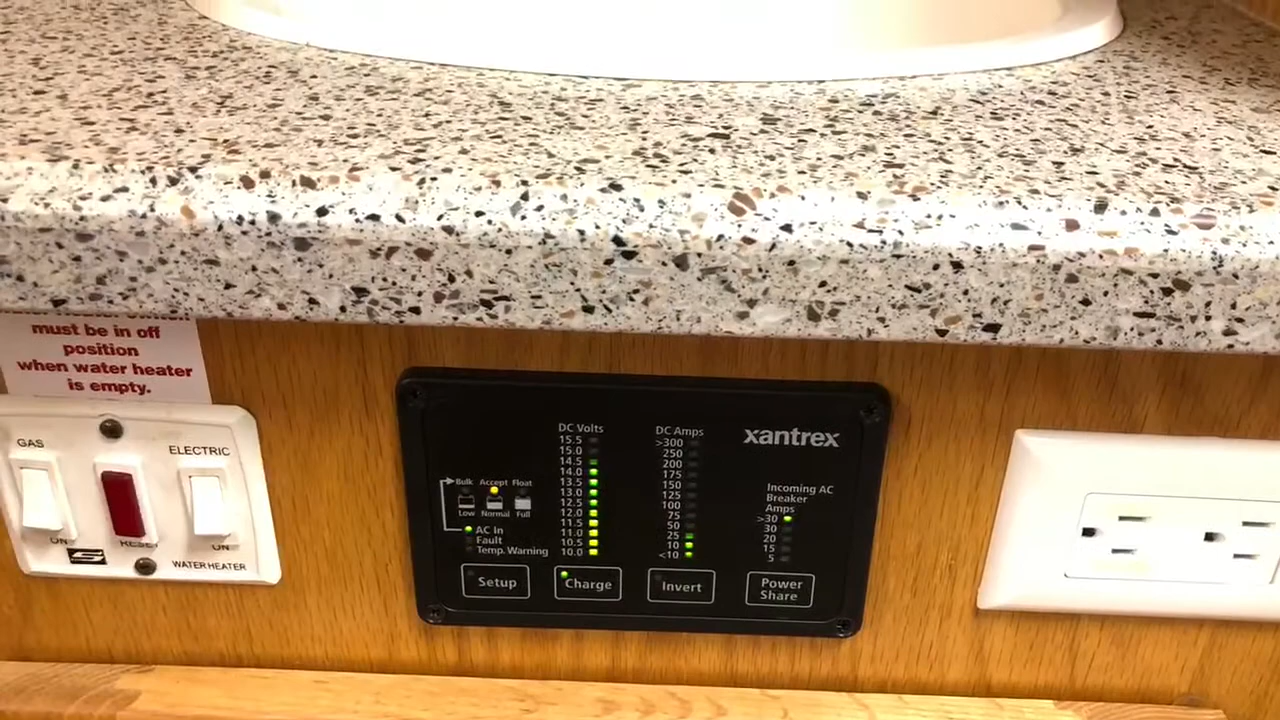 must be in off
position
when water heater
is empty.
GAS
ELECTRIC
ON
RESET
ON
S
WATER HEATER
xantrex
DC Volts
15.5
15.0
14.5
14.0
13.5
13.0
12.5
12.0
11.5
11.0
10.5
10.0
DC Amps
>300
250
200
175
150
125
100
75
50
25
10
<10
Bulk Accept Float
Low Normal Full
AC In
Fault
Temp. Warning
Incoming AC
Breaker
Amps
>30
30
20
15
5
Setup
Charge
Invert
Power
Share